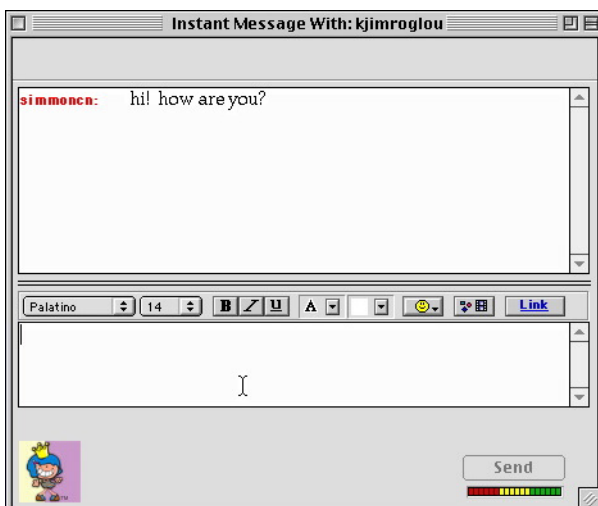 Instant Message With: kjimroglou
simmoncn: hi! how are you?
Palatino 14 B I U A Link
Send